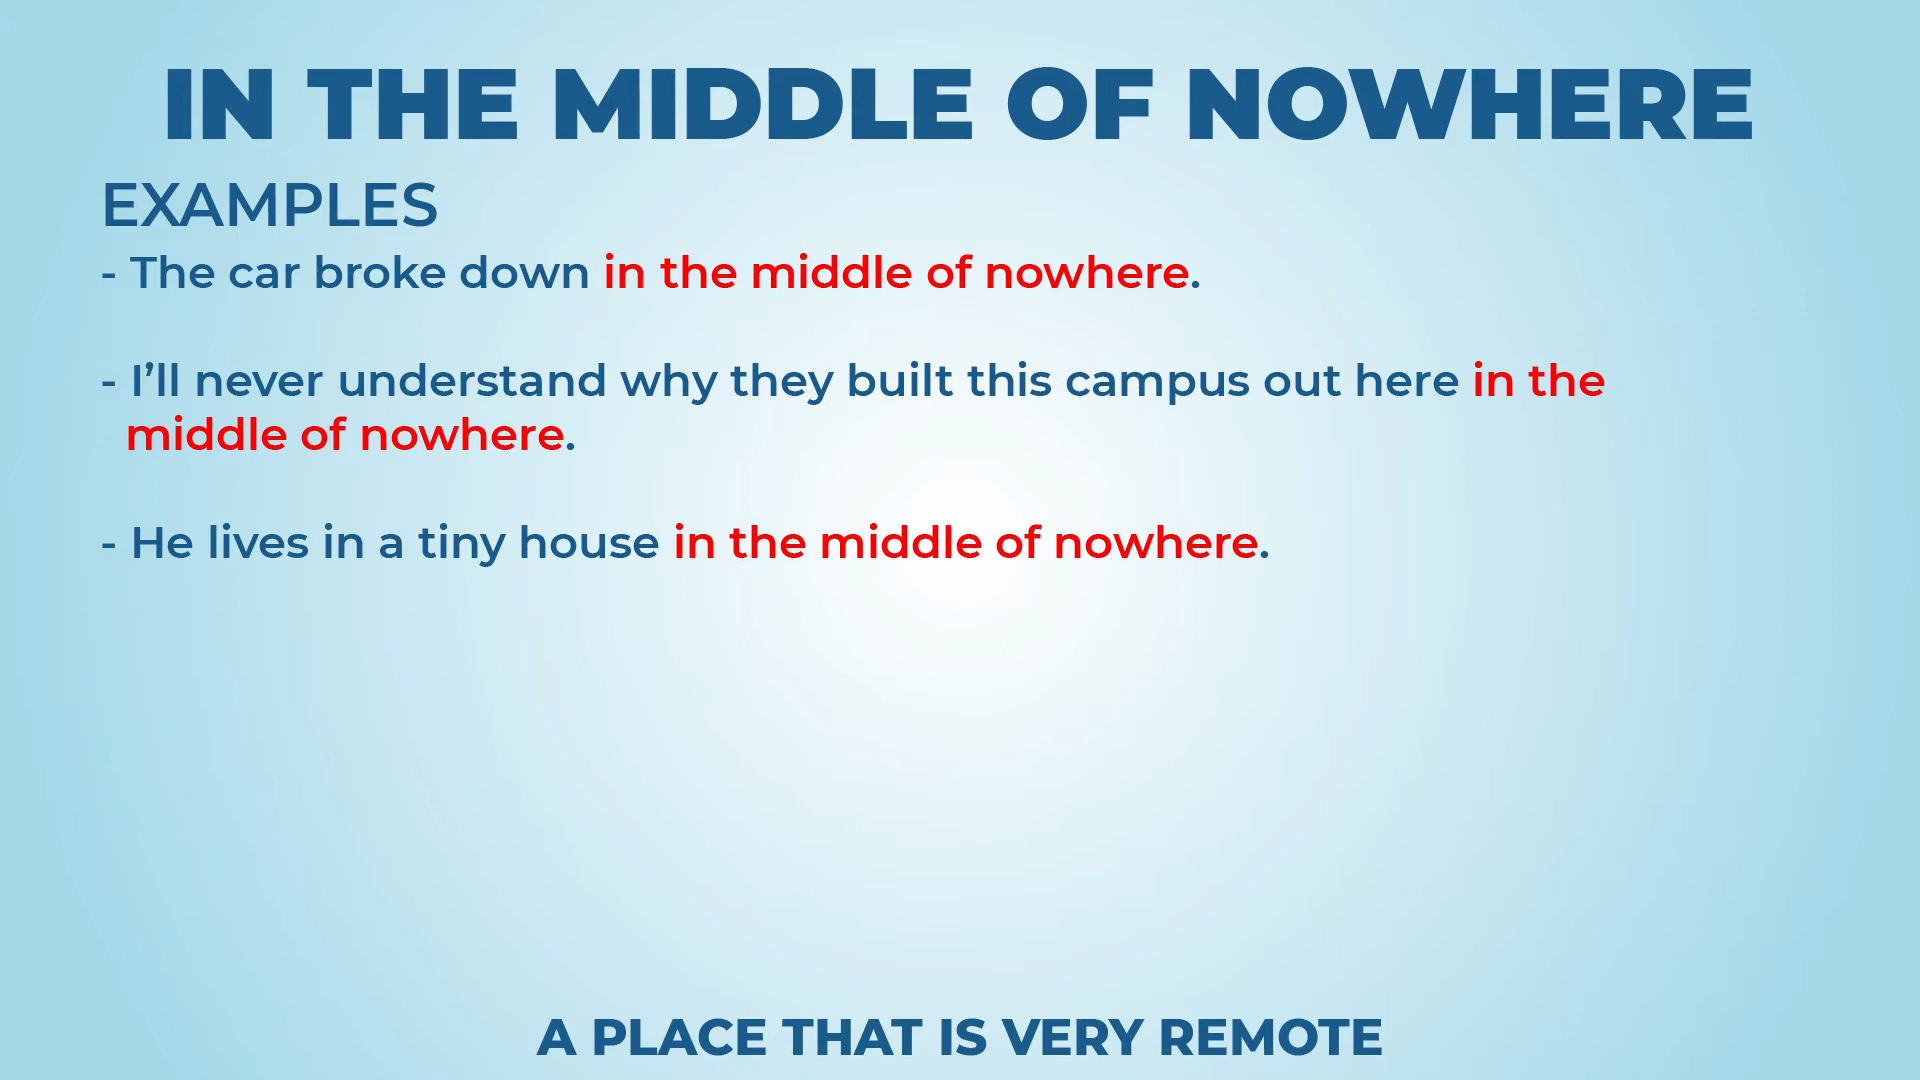 IN THE MIDDLE OF NOWHERE
EXAMPLES
- The car broke down in the middle of nowhere.
- I’ll never understand why they built this campus out here in the
middle of nowhere.
- He lives in a tiny house in the middle of nowhere.
A PLACE THAT IS VERY REMOTE